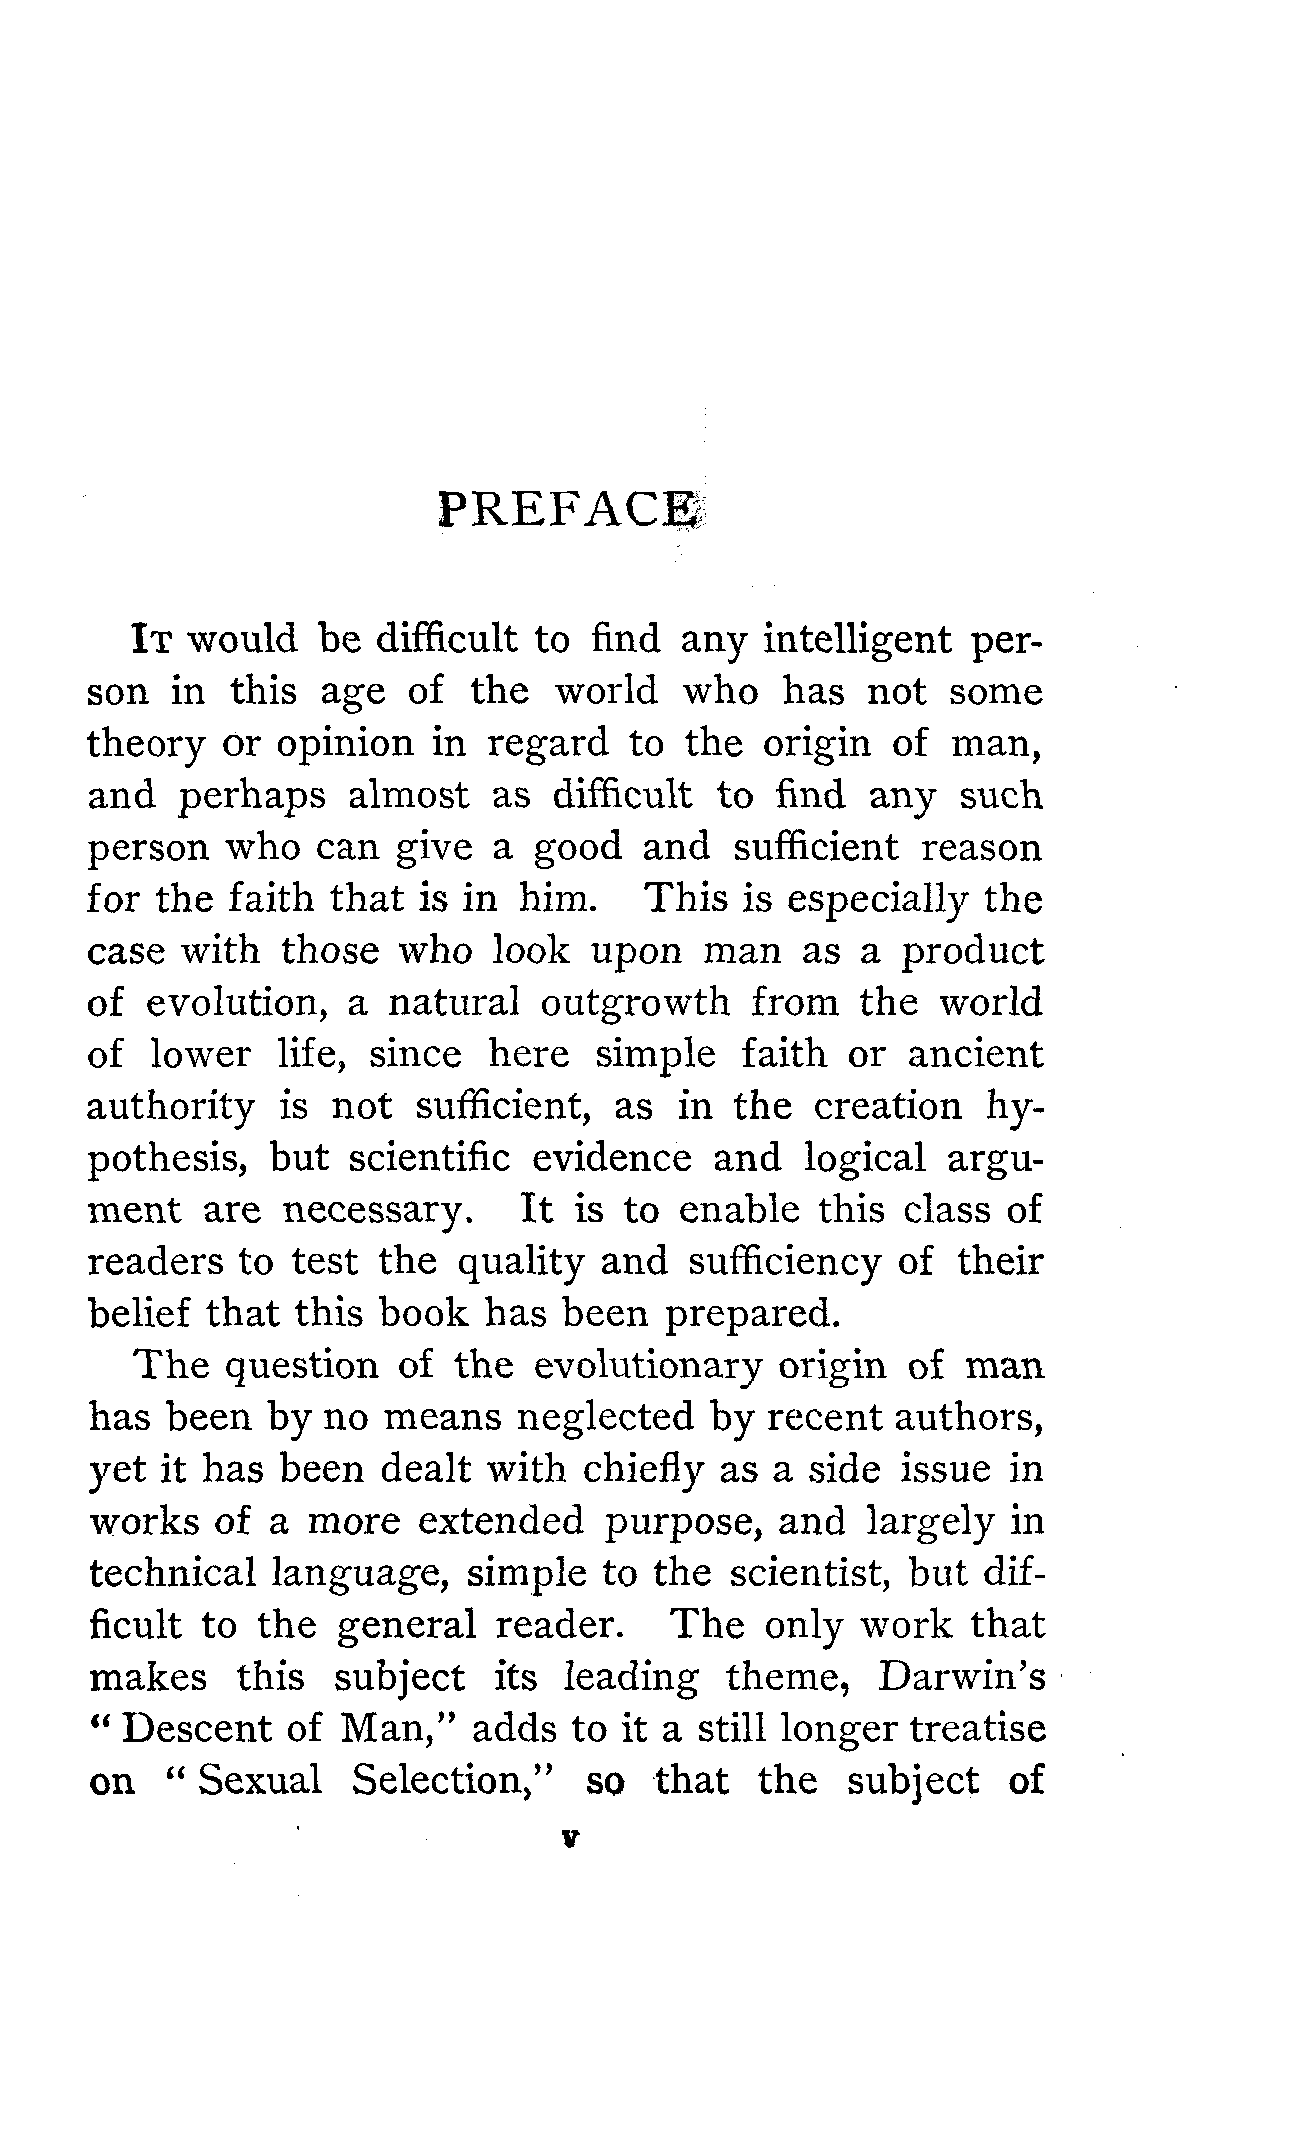 PREFACE
IT would be difficult to find any intelligent per-
son in this age of the world who has not some
theory or opinion in regard to the origin of man,
and perhaps almost as difficult to find any such
person who can give a good and sufficient reason
for the faith that is in him. This is especially the
case with those who look upon man as a product
of evolution, a natural outgrowth from the world
of lower life, since here simple faith or ancient
authority is not sufficient, as in the creation hy-
pothesis, but scientific evidence and logical argu-
ment are necessary. It is to enable this class of
readers to test the quality and sufficiency of their
belief that this book has been prepared.
The question of the evolutionary origin of man
has been by no means neglected by recent authors,
yet it has been dealt with chiefly as a side issue in
works of a more extended purpose, and largely in
technical language, simple to the scientist, but dif-
ficult to the general reader. The only work that
makes this subject its leading theme, Darwin's
“ Descent of Man,” adds to it a still longer treatise
on “ Sexual Selection,” so that the subject of
v